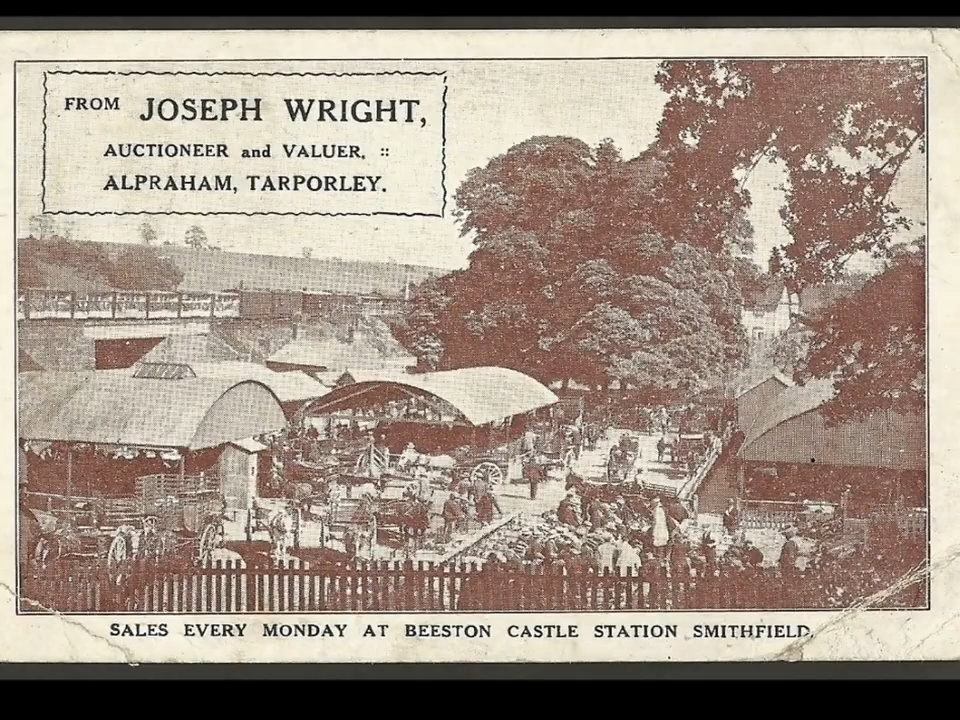 FROM JOSEPH WRIGHT,
AUCTIONEER and VALUER, ::
ALPRAHAM, TARPORLEY.
SALES EVERY MONDAY AT BEESTON CASTLE STATION SMITHFIELD.